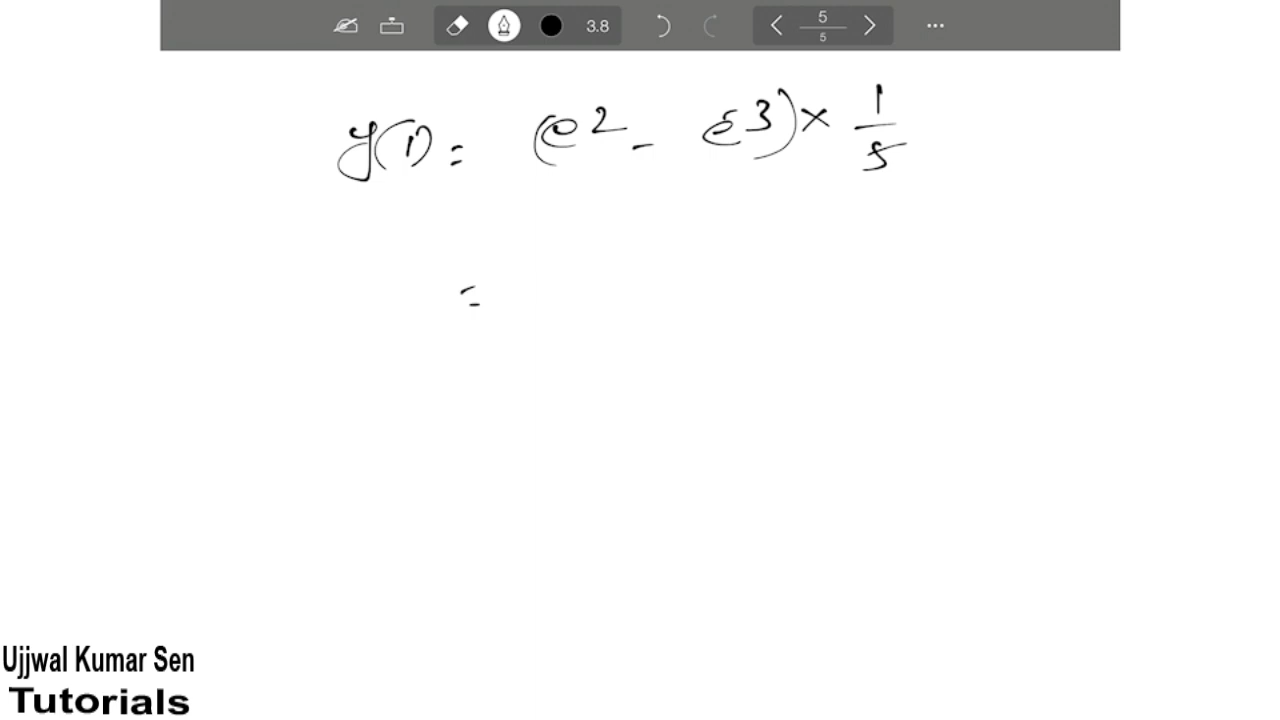 3.8
5
5
y(1) = (e2 - e3) × 1/5
=
Ujjwal Kumar Sen
Tutorials